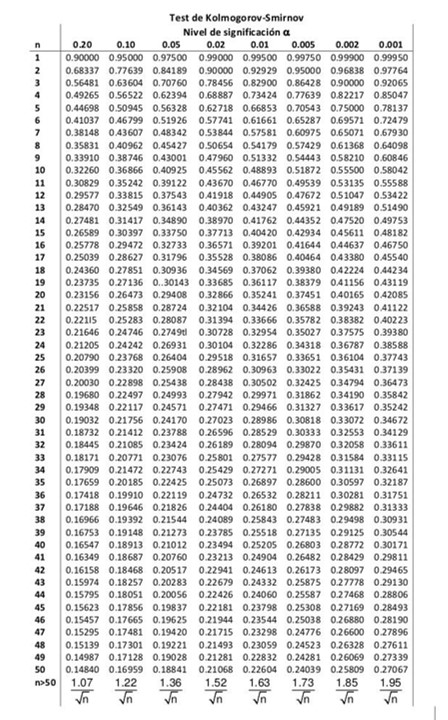 Test de Kolmogorov-Smirnov
Nivel de significación α
n 0.20 0.10 0.05 0.02 0.01 0.005 0.002 0.001
1 0.90000 0.95000 0.97500 0.99000 0.99500 0.99750 0.99900 0.99950
2 0.68337 0.77639 0.84189 0.90000 0.92929 0.95000 0.96838 0.97764
3 0.56481 0.63604 0.70760 0.78456 0.82900 0.86428 0.90000 0.92065
4 0.49265 0.56522 0.62394 0.68887 0.73424 0.77639 0.82217 0.85047
5 0.44698 0.50945 0.56328 0.62718 0.66853 0.70543 0.75000 0.78137
6 0.41037 0.46799 0.51926 0.57741 0.61661 0.65287 0.69571 0.72479
7 0.38148 0.43607 0.48342 0.53844 0.57581 0.60975 0.65071 0.67930
8 0.35831 0.40962 0.45427 0.50654 0.54179 0.57429 0.61368 0.64098
9 0.33910 0.38746 0.43001 0.47960 0.51332 0.54443 0.58210 0.60846
10 0.32260 0.36866 0.40925 0.45562 0.48893 0.51872 0.55500 0.58042
11 0.30829 0.35242 0.39122 0.43670 0.46770 0.49539 0.53135 0.55588
12 0.29577 0.33815 0.37543 0.41918 0.44905 0.47672 0.51047 0.53422
13 0.28470 0.32549 0.36143 0.40362 0.43247 0.45921 0.49189 0.51490
14 0.27481 0.31417 0.34890 0.38970 0.41762 0.44352 0.47520 0.49753
15 0.26589 0.30397 0.33750 0.37713 0.40420 0.42934 0.45611 0.48182
16 0.25778 0.29472 0.32733 0.36571 0.39201 0.41644 0.44637 0.46750
17 0.25039 0.28627 0.31796 0.35528 0.38086 0.40464 0.43380 0.45540
18 0.24360 0.27851 0.30936 0.34569 0.37062 0.39380 0.42224 0.44234
19 0.23735 0.27136 0..30143 0.33685 0.36117 0.38379 0.41156 0.43119
20 0.23156 0.26473 0.29408 0.32866 0.35241 0.37451 0.40165 0.42085
21 0.22517 0.25858 0.28724 0.32104 0.34426 0.36588 0.39243 0.41122
22 0.221I5 0.25283 0.28087 0.31394 0.33666 0.35782 0.38382 0.40223
23 0.21646 0.24746 0.2749tl 0.30728 0.32954 0.35027 0.37575 0.39380
24 0.21205 0.24242 0.26931 0.30104 0.32286 0.34318 0.36787 0.38588
25 0.20790 0.23768 0.26404 0.29518 0.31657 0.33651 0.36104 0.37743
26 0.20399 0.23320 0.25908 0.28962 0.30963 0.33022 0.35431 0.37139
27 0.20030 0.22898 0.25438 0.28438 0.30502 0.32425 0.34794 0.36473
28 0.19680 0.22497 0.24993 0.27942 0.29971 0.31862 0.34190 0.35842
29 0.19348 0.22117 0.24571 0.27471 0.29466 0.31327 0.33617 0.35242
30 0.19032 0.21756 0.24170 0.27023 0.28986 0.30818 0.33072 0.34672
31 0.18732 0.21412 0.23788 0.26596 0.28529 0.30333 0.32553 0.34129
32 0.18445 0.21085 0.23424 0.26189 0.28094 0.29870 0.32058 0.33611
33 0.18171 0.20771 0.23076 0.25801 0.27577 0.29428 0.31584 0.33115
34 0.17909 0.21472 0.22743 0.25429 0.27271 0.29005 0.31131 0.32641
35 0.17659 0.20185 0.22425 0.25073 0.26897 0.28600 0.30597 0.32187
36 0.17418 0.19910 0.22119 0.24732 0.26532 0.28211 0.30281 0.31751
37 0.17188 0.19646 0.21826 0.24404 0.26180 0.27838 0.29882 0.31333
38 0.16966 0.19392 0.21544 0.24089 0.25843 0.27483 0.29498 0.30931
39 0.16753 0.19148 0.21273 0.23785 0.25518 0.27135 0.29125 0.30544
40 0.16547 0.18913 0.21012 0.23494 0.25205 0.26803 0.28772 0.30171
41 0.16349 0.18687 0.20760 0.23213 0.24904 0.26482 0.28429 0.29811
42 0.16158 0.18468 0.20517 0.22941 0.24613 0.26173 0.28097 0.29465
43 0.15974 0.18257 0.20283 0.22679 0.24332 0.25875 0.27778 0.29130
44 0.15795 0.18051 0.20056 0.22426 0.24060 0.25587 0.27468 0.28806
45 0.15623 0.17856 0.19837 0.22181 0.23798 0.25308 0.27169 0.28493
46 0.15457 0.17665 0.19625 0.21944 0.23544 0.25038 0.26880 0.28190
47 0.15295 0.17481 0.19420 0.21715 0.23298 0.24776 0.26600 0.27896
48 0.15139 0.17301 0.19221 0.21493 0.23059 0.24523 0.26328 0.27611
49 0.14987 0.17128 0.19028 0.21281 0.22832 0.24281 0.26069 0.27339
50 0.14840 0.16959 0.18841 0.21068 0.22604 0.24039 0.25809 0.27067
n>50 1.07 1.22 1.36 1.52 1.63 1.73 1.85 1.95
√n √n √n √n √n √n √n √n